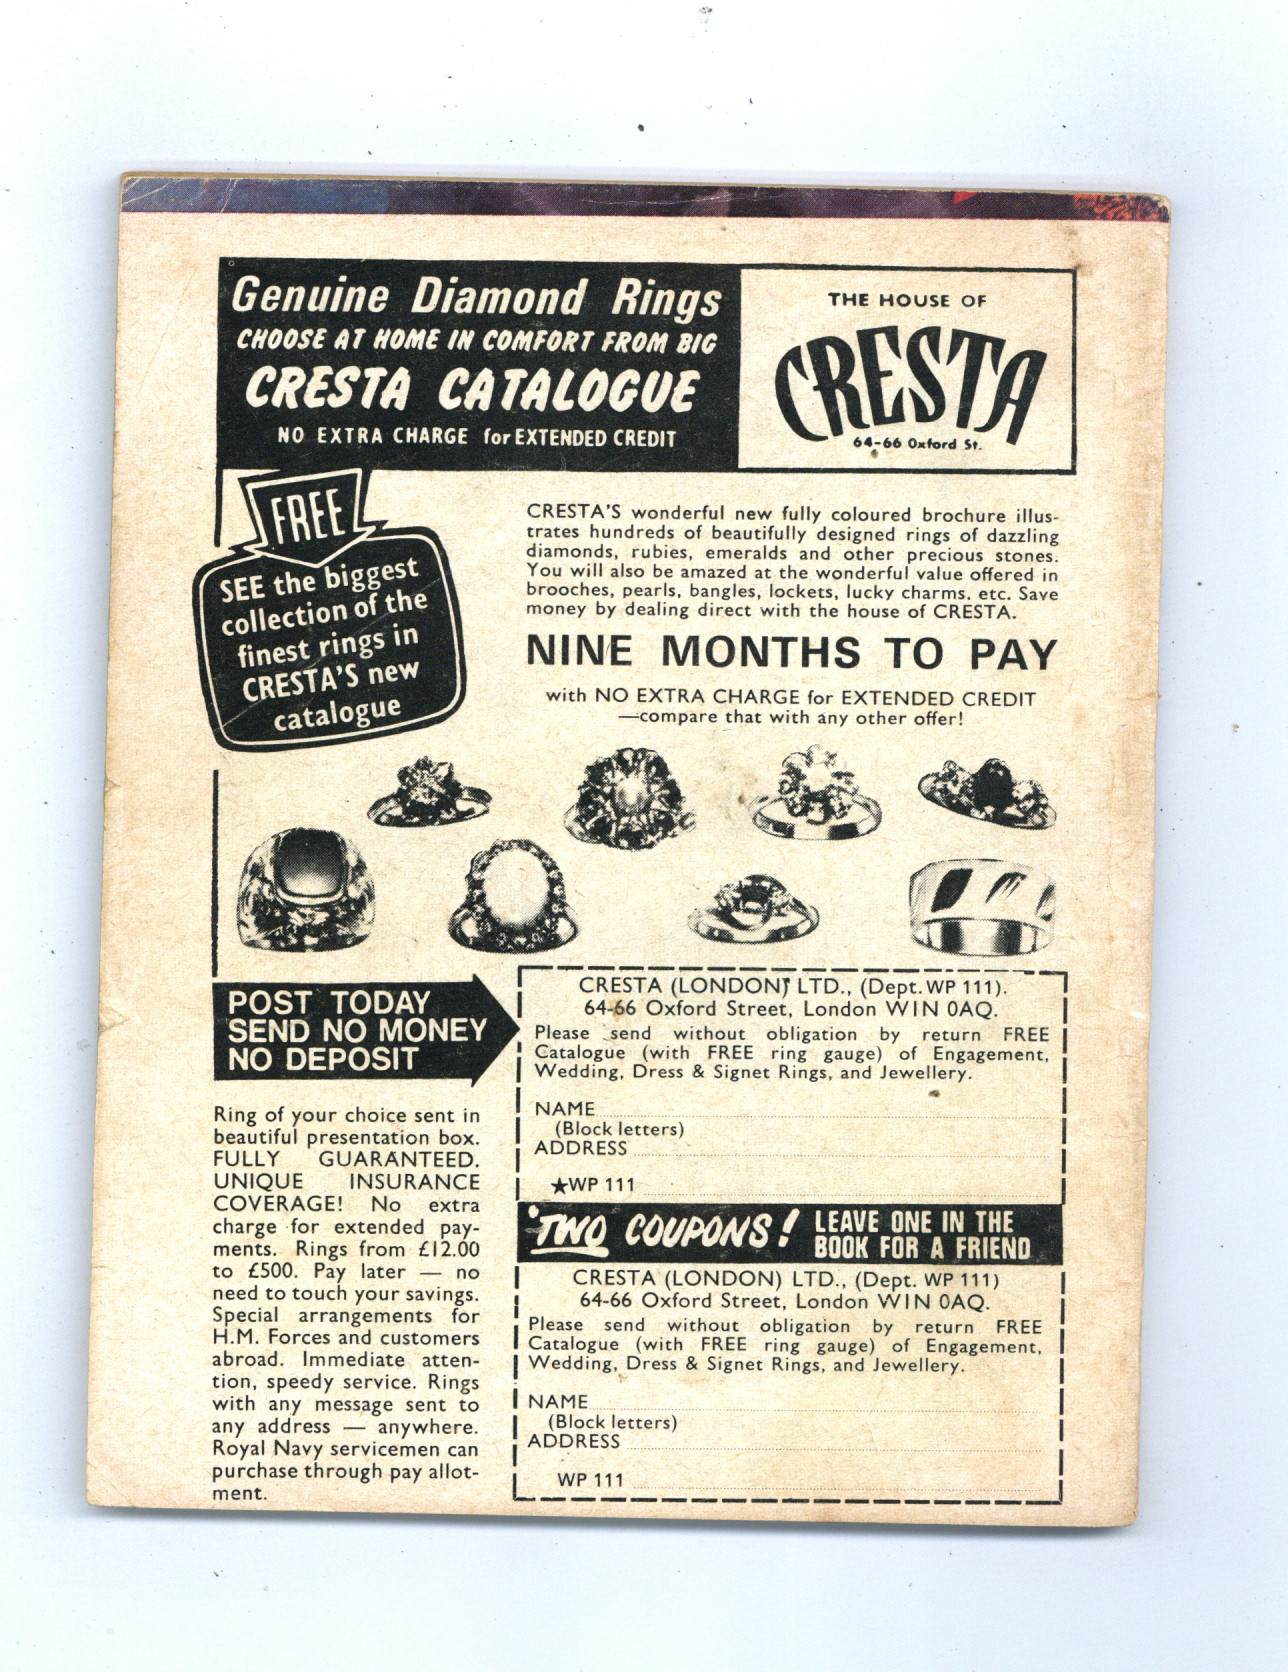 Genuine Diamond Rings
CHOOSE AT HOME IN COMFORT FROM BIG
CRESTA CATALOGUE
NO EXTRA CHARGE for EXTENDED CREDIT
THE HOUSE OF
CRESTA
64-66 Oxford St.
FREE
SEE the biggest
collection of the
finest rings in
CRESTA'S new
catalogue
CRESTA'S wonderful new fully coloured brochure illus-
trates hundreds of beautifully designed rings of dazzling
diamonds, rubies, emeralds and other precious stones.
You will also be amazed at the wonderful value offered in
brooches, pearls, bangles, lockets, lucky charms. etc. Save
money by dealing direct with the house of CRESTA.
NINE MONTHS TO PAY
with NO EXTRA CHARGE for EXTENDED CREDIT
—compare that with any other offer!
POST TODAY
SEND NO MONEY
NO DEPOSIT
Ring of your choice sent in
beautiful presentation box.
FULLY GUARANTEED.
UNIQUE INSURANCE
COVERAGE! No extra
charge for extended pay-
ments. Rings from £12.00
to £500. Pay later — no
need to touch your savings.
Special arrangements for
H.M. Forces and customers
abroad. Immediate atten-
tion, speedy service. Rings
with any message sent to
any address — anywhere.
Royal Navy servicemen can
purchase through pay allot-
ment.
CRESTA (LONDON) LTD., (Dept. WP 111).
64-66 Oxford Street, London WIN 0AQ.
Please send without obligation by return FREE
Catalogue (with FREE ring gauge) of Engagement,
Wedding, Dress & Signet Rings, and Jewellery.
NAME
(Block letters)
ADDRESS
★WP 111
TWO COUPONS! LEAVE ONE IN THE
BOOK FOR A FRIEND
CRESTA (LONDON) LTD., (Dept. WP 111)
64-66 Oxford Street, London WIN 0AQ.
Please send without obligation by return FREE
Catalogue (with FREE ring gauge) of Engagement,
Wedding, Dress & Signet Rings, and Jewellery.
NAME
(Block letters)
ADDRESS
WP 111